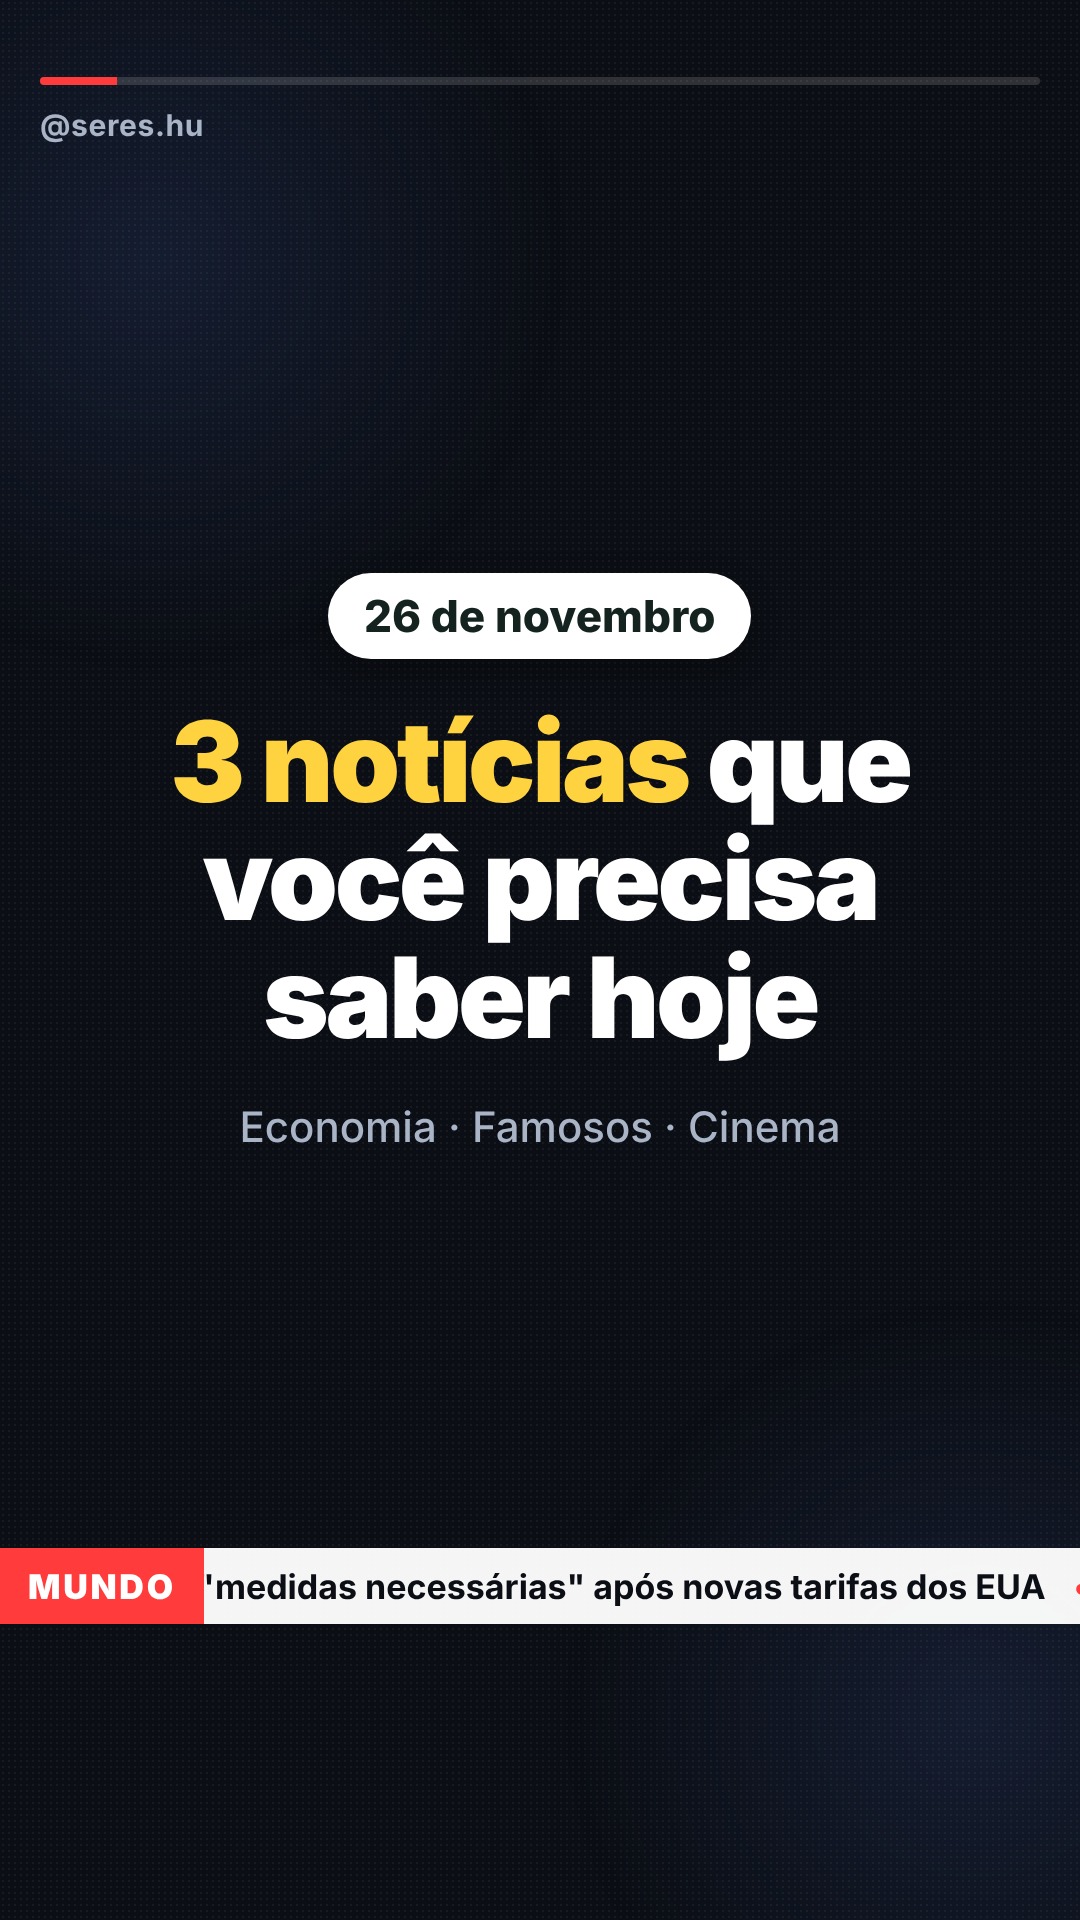 @seres.hu
26 de novembro
3 notícias que
você precisa
saber hoje
Economia · Famosos · Cinema
MUNDO
"medidas necessárias" após novas tarifas dos EUA •